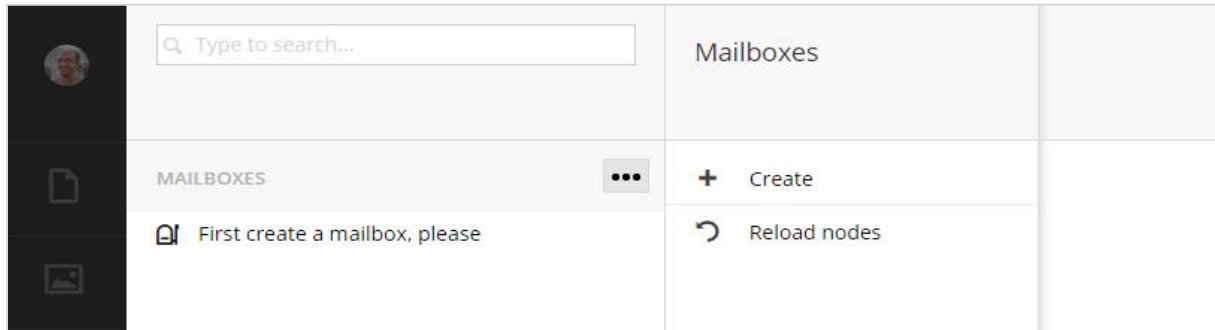 Type to search...
Mailboxes
MAILBOXES
Create
First create a mailbox, please
Reload nodes